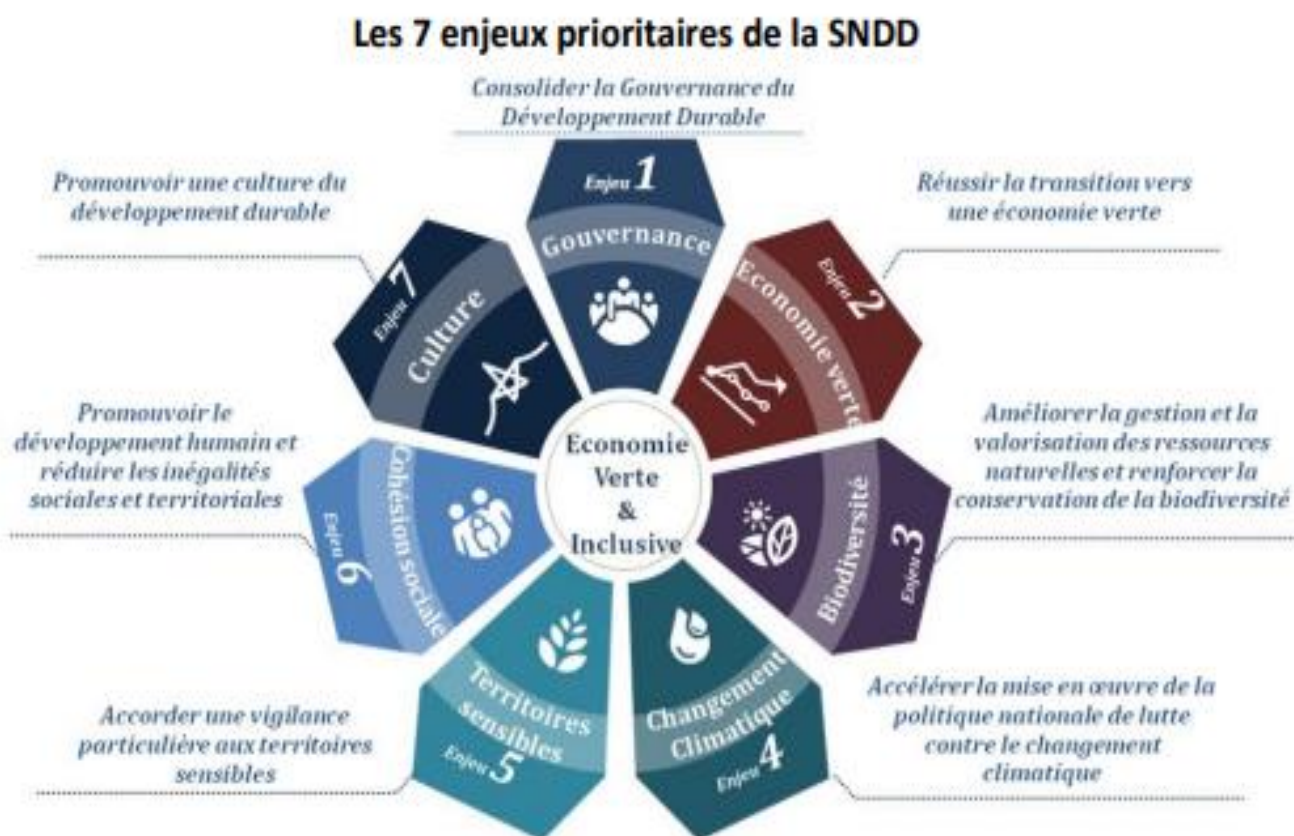 Les 7 enjeux prioritaires de la SNDD
Consolider la Gouvernance du
Développement Durable
Enjeu 1
Gouvernance
Réussir la transition vers
une économie verte
Enjeu 2
Economie verte
Améliorer la gestion et la
valorisation des ressources
naturelles et renforcer la
conservation de la biodiversité
Enjeu 3
Biodiversité
Accélérer la mise en œuvre de la
politique nationale de lutte
contre le changement
climatique
Changement
Climatique
Enjeu 4
Accorder une vigilance
particulière aux territoires
sensibles
Territoires
sensibles
Enjeu 5
Promouvoir le
développement humain et
réduire les inégalités
sociales et territoriales
Enjeu 6
Cohésion sociale
Promouvoir une culture du
développement durable
Enjeu 7
Culture
Economie
Verte
&
Inclusive